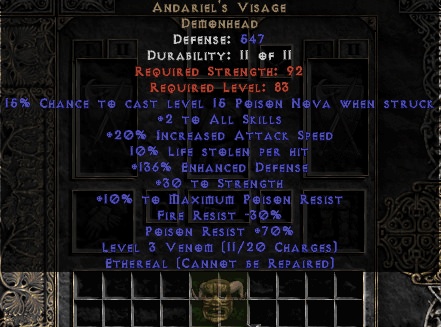 Andariel's Visage
Demonhead
Defense: 547
Durability: 11 of 11
Required Strength: 92
Required Level: 83
15% Chance to cast level 15 Poison Nova when struck
+2 to All Skills
+20% Increased Attack Speed
10% Life stolen per hit
+136% Enhanced Defense
+30 to Strength
+10% to Maximum Poison Resist
Fire Resist -30%
Poison Resist +70%
Level 3 Venom (11/20 Charges)
Ethereal (Cannot be Repaired)